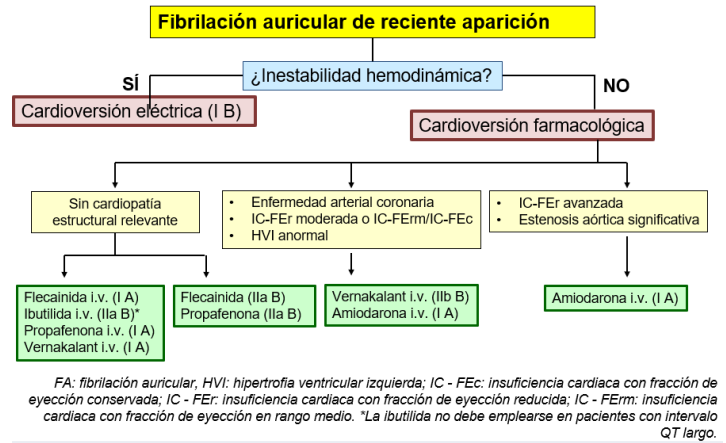 Fibrilación auricular de reciente aparición
¿Inestabilidad hemodinámica?
SÍ
NO
Cardioversión eléctrica (I B)
Cardioversión farmacológica
Sin cardiopatía
estructural relevante
• Enfermedad arterial coronaria
• IC-FEr moderada o IC-FErm/IC-FEc
• HVI anormal
• IC-FEr avanzada
• Estenosis aórtica significativa
Flecainida i.v. (I A)
Ibutilida i.v. (IIa B)*
Propafenona i.v. (I A)
Vernakalant i.v. (I A)
Flecainida (IIa B)
Propafenona (IIa B)
Vernakalant i.v. (IIb B)
Amiodarona i.v. (I A)
Amiodarona i.v. (I A)
FA: fibrilación auricular, HVI: hipertrofia ventricular izquierda; IC - FEc: insuficiencia cardiaca con fracción de
eyección conservada; IC - FEr: insuficiencia cardiaca con fracción de eyección reducida; IC - FErm: insuficiencia
cardiaca con fracción de eyección en rango medio. *La ibutilida no debe emplearse en pacientes con intervalo
QT largo.